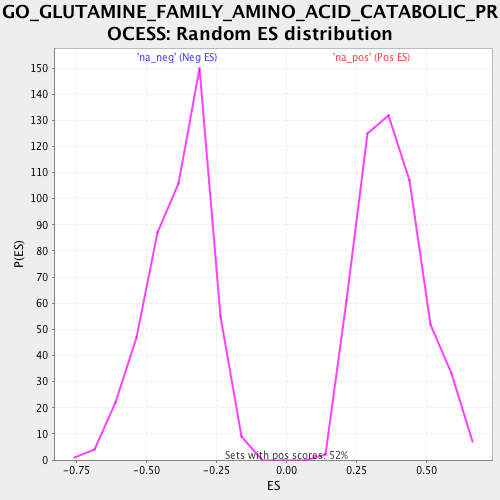 GO_GLUTAMINE_FAMILY_AMINO_ACID_CATABOLIC_PR
OCESS: Random ES distribution
'na_neg' (Neg ES) 'na_pos' (Pos ES)
150
140
130
120
110
100
90
80
70
60
50
40
30
20
10
0
P(ES)
Sets with pos scores: 52%
-0.75 -0.50 -0.25 0.00 0.25 0.50
ES